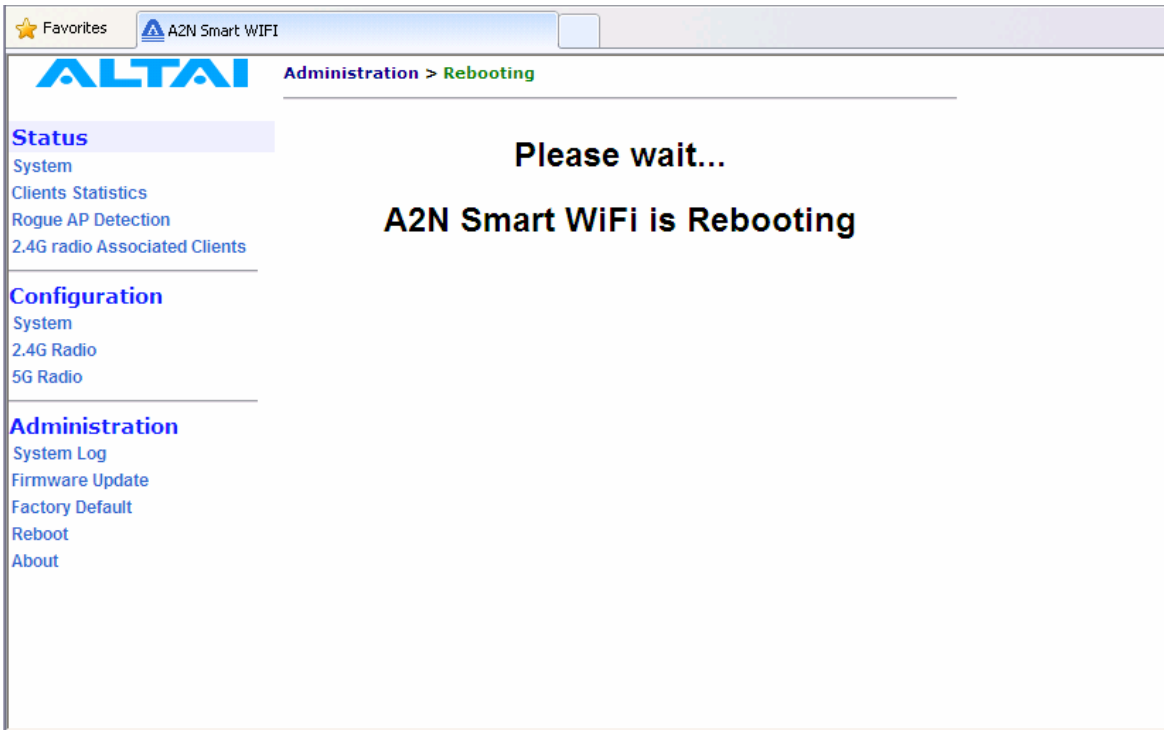 Favorites
A2N Smart WIFI
ALTAI
Administration > Rebooting
Status
System
Clients Statistics
Rogue AP Detection
2.4G radio Associated Clients
Configuration
System
2.4G Radio
5G Radio
Administration
System Log
Firmware Update
Factory Default
Reboot
About
Please wait...
A2N Smart WiFi is Rebooting